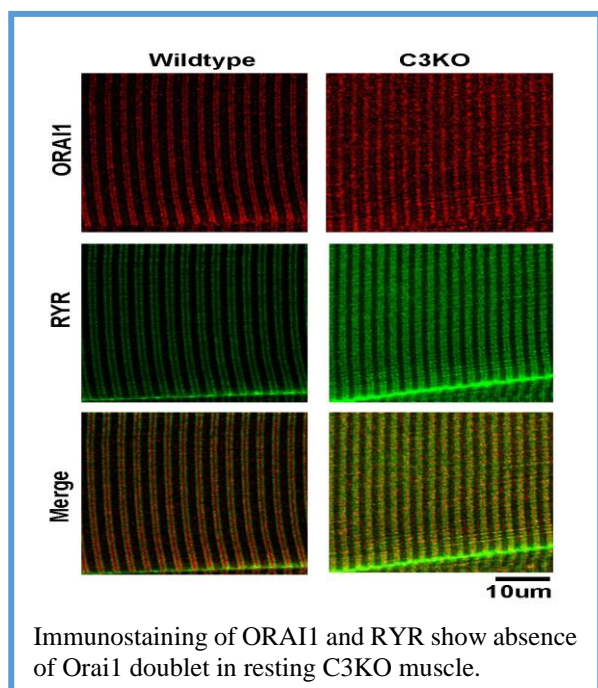 Wildtype C3KO
ORAI1
RYR
Merge
10um
Immunostaining of ORAI1 and RYR show absence
of Orai1 doublet in resting C3KO muscle.